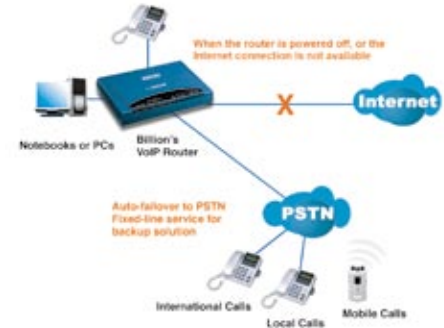 When the router is powered off, or the
Internet connection is not available
X
Internet
Notebooks or PCs
Billion's
VoIP Router
Auto-failover to PSTN
Fixed-line service for
backup solution
PSTN
International Calls
Local Calls
Mobile Calls